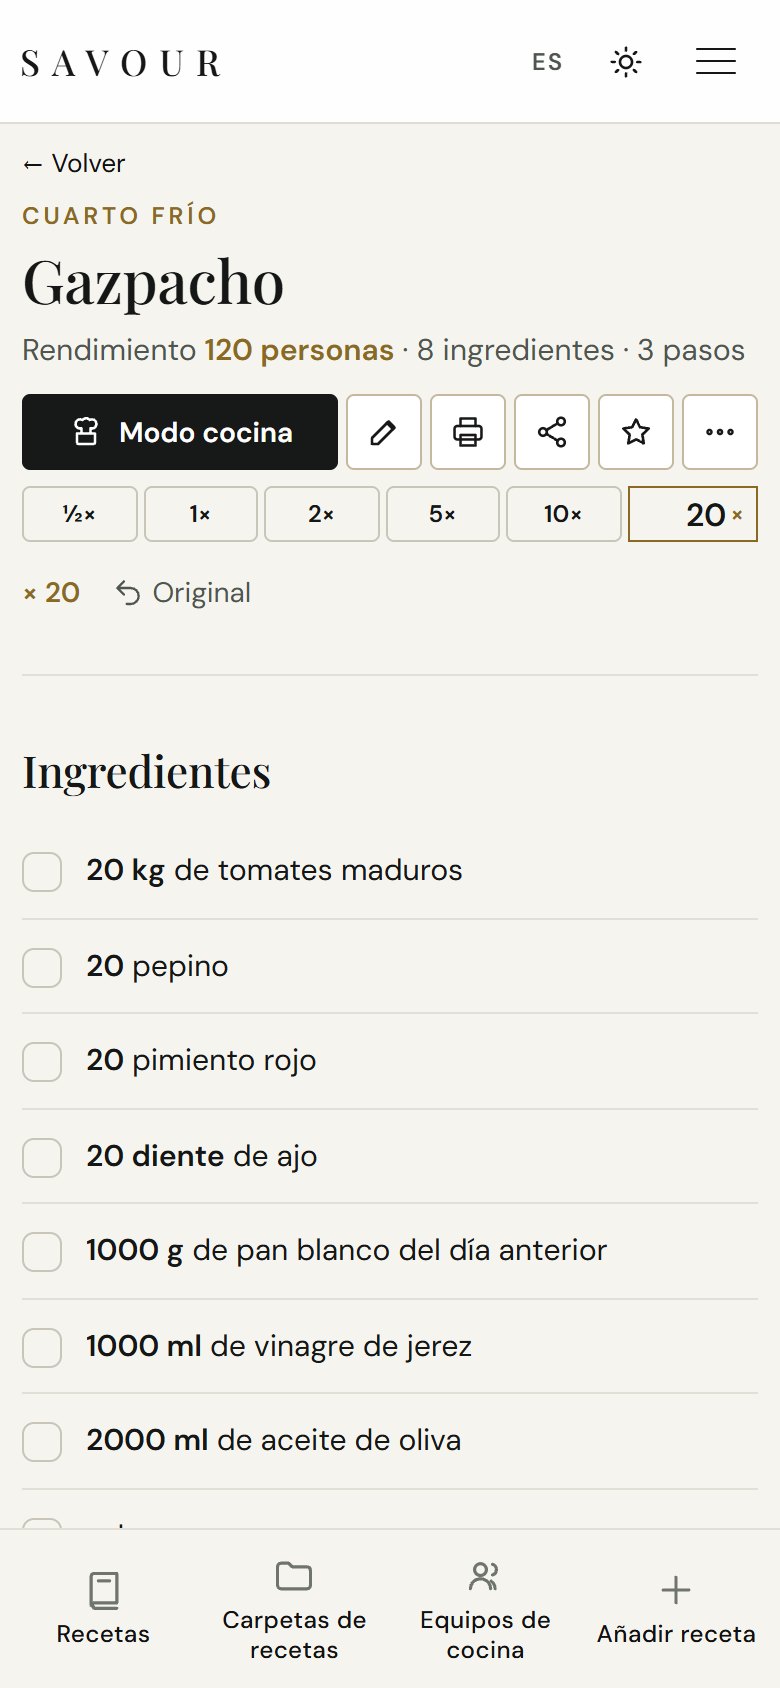 SAVOUR
ES
← Volver
CUARTO FRÍO
Gazpacho
Rendimiento 120 personas · 8 ingredientes · 3 pasos
Modo cocina
½×
1×
2×
5×
10×
20 ×
× 20
Original
Ingredientes
20 kg de tomates maduros
20 pepino
20 pimiento rojo
20 diente de ajo
1000 g de pan blanco del día anterior
1000 ml de vinagre de jerez
2000 ml de aceite de oliva
Recetas
Carpetas de
recetas
Equipos de
cocina
Añadir receta